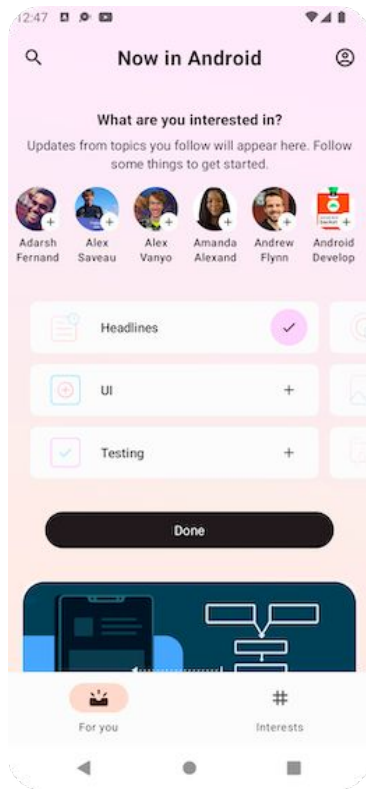 12:47
Now in Android
What are you interested in?
Updates from topics you follow will appear here. Follow
some things to get started.
Adarsh Fernand
Alex Saveau
Alex Vanyo
Amanda Alexand
Andrew Flynn
Android Develop
Headlines
UI
Testing
Done
For you
Interests